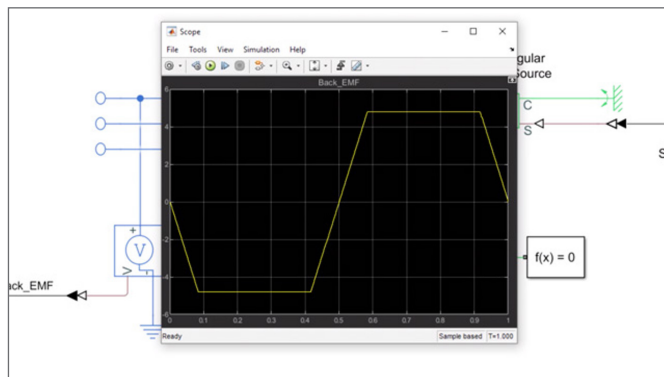 Scope
File Tools View Simulation Help
Back_EMF
6
4
2
0
-2
-4
-6
0 0.1 0.2 0.3 0.4 0.5 0.6 0.7 0.8 0.9 1
Ready
Sample based T=1.000
gular
Source
C
S
S
+
V
-
V
ack_EMF
f(x) = 0